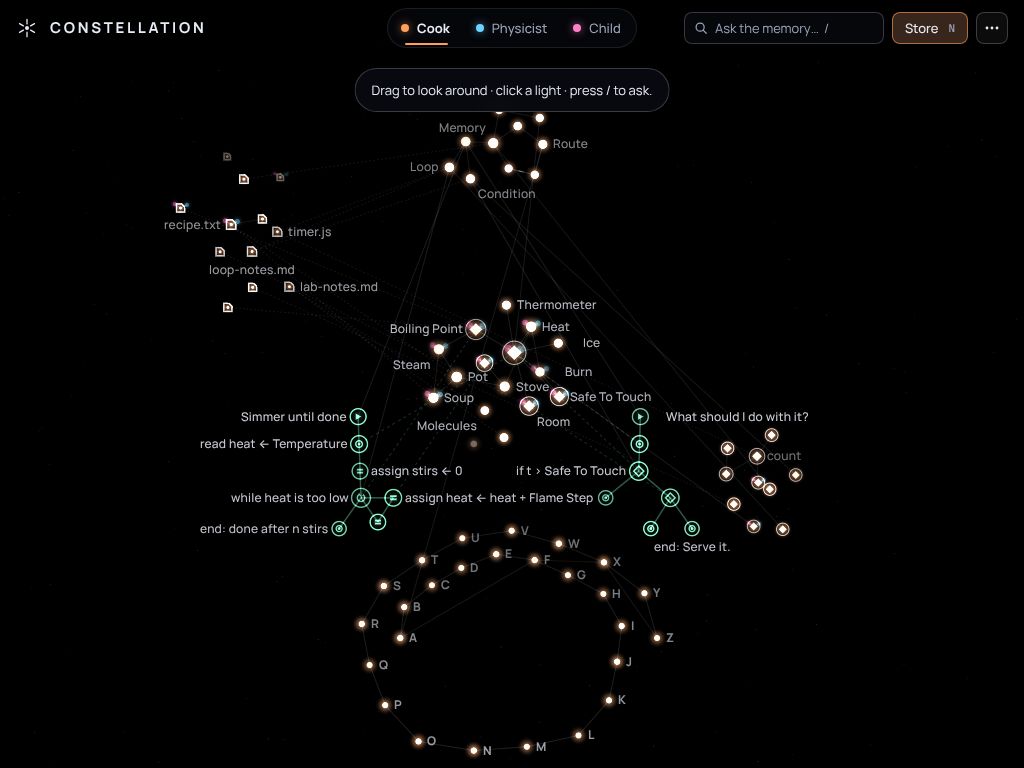 CONSTELLATION
Cook
Physicist
Child
Ask the memory… /
Store N
Drag to look around · click a light · press / to ask.
Memory
Route
Loop
Condition
recipe.txt
timer.js
loop-notes.md
lab-notes.md
Thermometer
Boiling Point
Heat
Ice
Steam
Pot
Burn
Stove
Soup
Safe To Touch
Room
Molecules
Simmer until done
What should I do with it?
read heat ← Temperature
count
assign stirs ← 0
if t > Safe To Touch
while heat is too low
assign heat ← heat + Flame Step
end: done after n stirs
end: Serve it.
U
V
W
T
E
F
X
D
G
S
C
H
Y
B
R
A
I
Z
Q
J
P
K
O
N
M
L